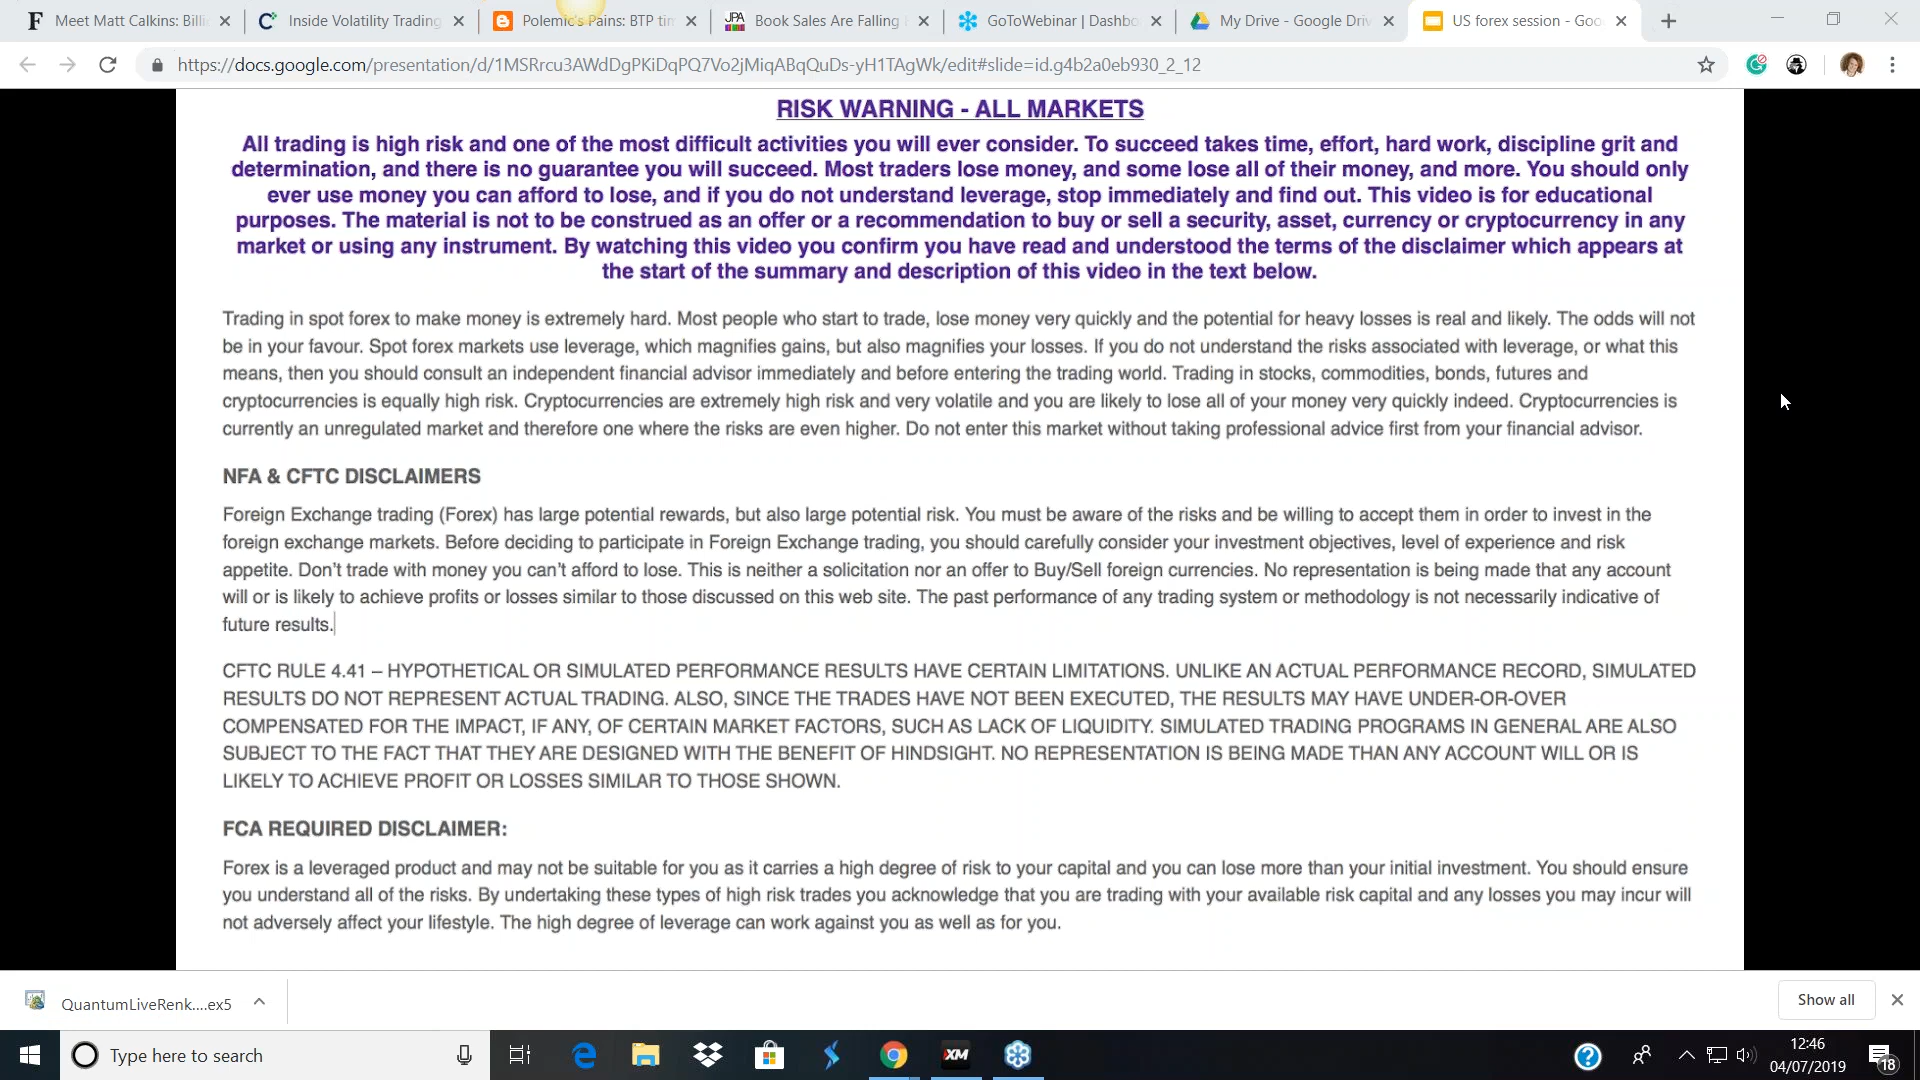 Meet Matt Calkins: Billi
Inside Volatility Trading
Polemic's Pains: BTP tim
Book Sales Are Falling
GoToWebinar | Dashbo
My Drive - Google Driv
US forex session - Goo
https://docs.google.com/presentation/d/1MSRrcu3AWdDgPKiDqPQ7Vo2jMiqABqQuDs-yH1TAgWk/edit#slide=id.g4b2a0eb930_2_12
RISK WARNING - ALL MARKETS
All trading is high risk and one of the most difficult activities you will ever consider. To succeed takes time, effort, hard work, discipline grit and
determination, and there is no guarantee you will succeed. Most traders lose money, and some lose all of their money, and more. You should only
ever use money you can afford to lose, and if you do not understand leverage, stop immediately and find out. This video is for educational
purposes. The material is not to be construed as an offer or a recommendation to buy or sell a security, asset, currency or cryptocurrency in any
market or using any instrument. By watching this video you confirm you have read and understood the terms of the disclaimer which appears at
the start of the summary and description of this video in the text below.
Trading in spot forex to make money is extremely hard. Most people who start to trade, lose money very quickly and the potential for heavy losses is real and likely. The odds will not
be in your favour. Spot forex markets use leverage, which magnifies gains, but also magnifies your losses. If you do not understand the risks associated with leverage, or what this
means, then you should consult an independent financial advisor immediately and before entering the trading world. Trading in stocks, commodities, bonds, futures and
cryptocurrencies is equally high risk. Cryptocurrencies are extremely high risk and very volatile and you are likely to lose all of your money very quickly indeed. Cryptocurrencies is
currently an unregulated market and therefore one where the risks are even higher. Do not enter this market without taking professional advice first from your financial advisor.
NFA & CFTC DISCLAIMERS
Foreign Exchange trading (Forex) has large potential rewards, but also large potential risk. You must be aware of the risks and be willing to accept them in order to invest in the
foreign exchange markets. Before deciding to participate in Foreign Exchange trading, you should carefully consider your investment objectives, level of experience and risk
appetite. Don't trade with money you can't afford to lose. This is neither a solicitation nor an offer to Buy/Sell foreign currencies. No representation is being made that any account
will or is likely to achieve profits or losses similar to those discussed on this web site. The past performance of any trading system or methodology is not necessarily indicative of
future results.
CFTC RULE 4.41 – HYPOTHETICAL OR SIMULATED PERFORMANCE RESULTS HAVE CERTAIN LIMITATIONS. UNLIKE AN ACTUAL PERFORMANCE RECORD, SIMULATED
RESULTS DO NOT REPRESENT ACTUAL TRADING. ALSO, SINCE THE TRADES HAVE NOT BEEN EXECUTED, THE RESULTS MAY HAVE UNDER-OR-OVER
COMPENSATED FOR THE IMPACT, IF ANY, OF CERTAIN MARKET FACTORS, SUCH AS LACK OF LIQUIDITY. SIMULATED TRADING PROGRAMS IN GENERAL ARE ALSO
SUBJECT TO THE FACT THAT THEY ARE DESIGNED WITH THE BENEFIT OF HINDSIGHT. NO REPRESENTATION IS BEING MADE THAN ANY ACCOUNT WILL OR IS
LIKELY TO ACHIEVE PROFIT OR LOSSES SIMILAR TO THOSE SHOWN.
FCA REQUIRED DISCLAIMER:
Forex is a leveraged product and may not be suitable for you as it carries a high degree of risk to your capital and you can lose more than your initial investment. You should ensure
you understand all of the risks. By undertaking these types of high risk trades you acknowledge that you are trading with your available risk capital and any losses you may incur will
not adversely affect your lifestyle. The high degree of leverage can work against you as well as for you.
QuantumLiveRenk....ex5
Show all
Type here to search
XM
12:46
04/07/2019
18